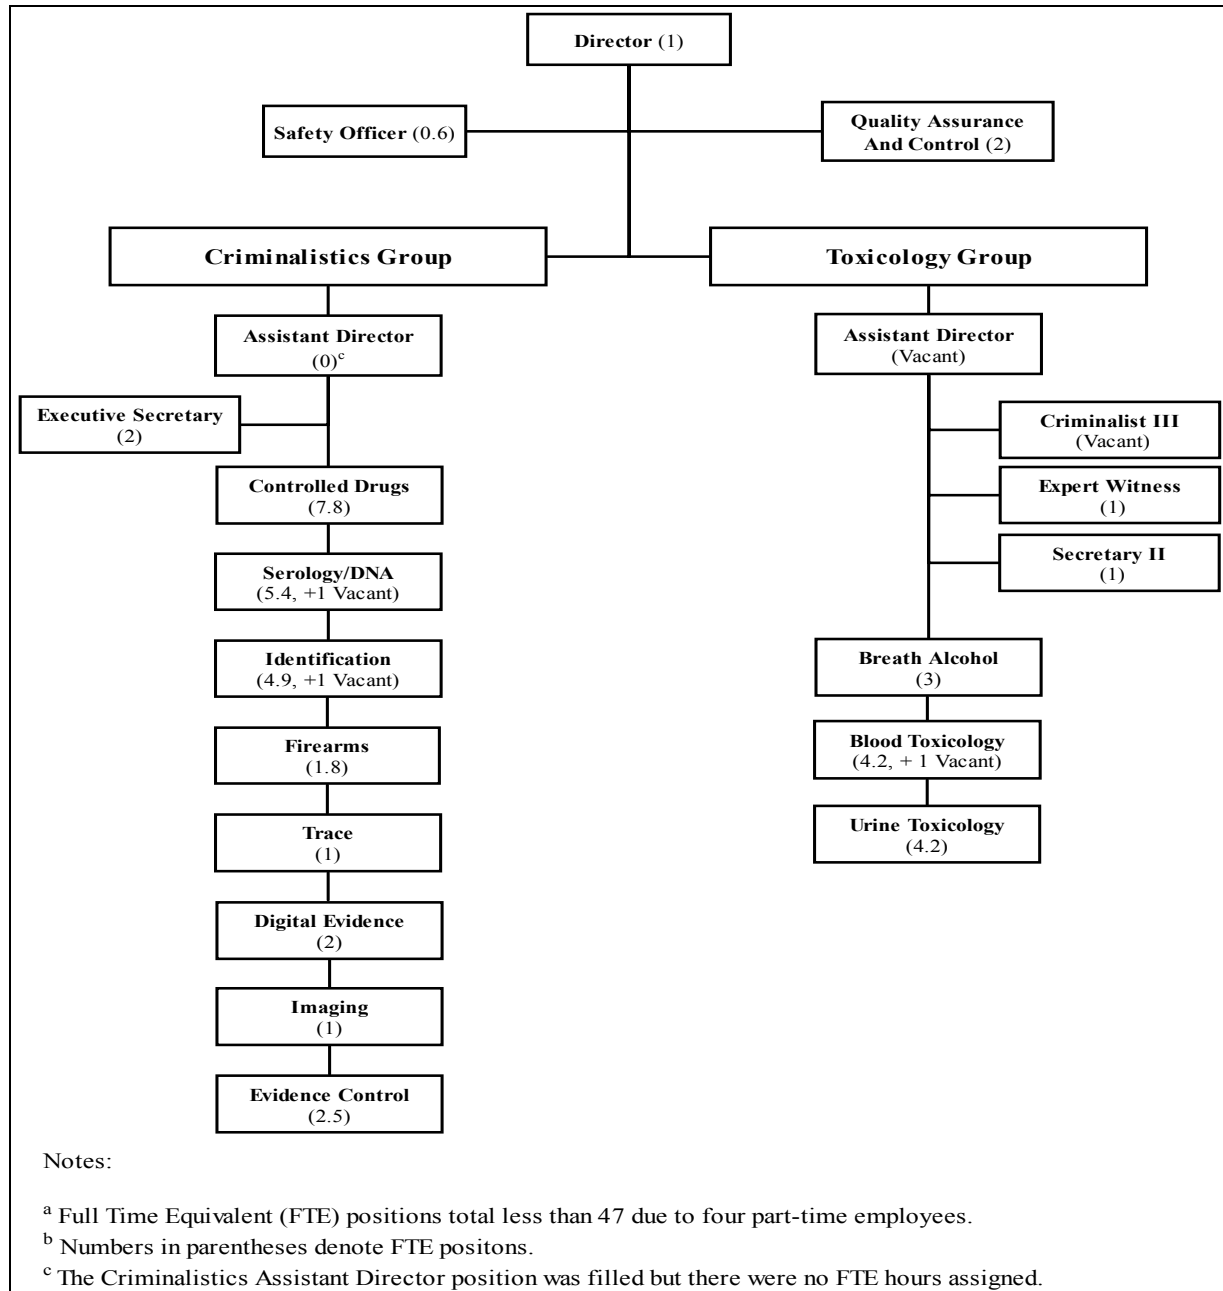 Director (1)
Safety Officer (0.6)
Quality Assurance
And Control (2)
Criminalistics Group
Toxicology Group
Assistant Director
(0)ᶜ
Executive Secretary
(2)
Controlled Drugs
(7.8)
Serology/DNA
(5.4, +1 Vacant)
Identification
(4.9, +1 Vacant)
Firearms
(1.8)
Trace
(1)
Digital Evidence
(2)
Imaging
(1)
Evidence Control
(2.5)
Assistant Director
(Vacant)
Criminalist III
(Vacant)
Expert Witness
(1)
Secretary II
(1)
Breath Alcohol
(3)
Blood Toxicology
(4.2, + 1 Vacant)
Urine Toxicology
(4.2)
Notes:
ᵃ Full Time Equivalent (FTE) positions total less than 47 due to four part-time employees.
ᵇ Numbers in parentheses denote FTE positons.
ᶜ The Criminalistics Assistant Director position was filled but there were no FTE hours assigned.